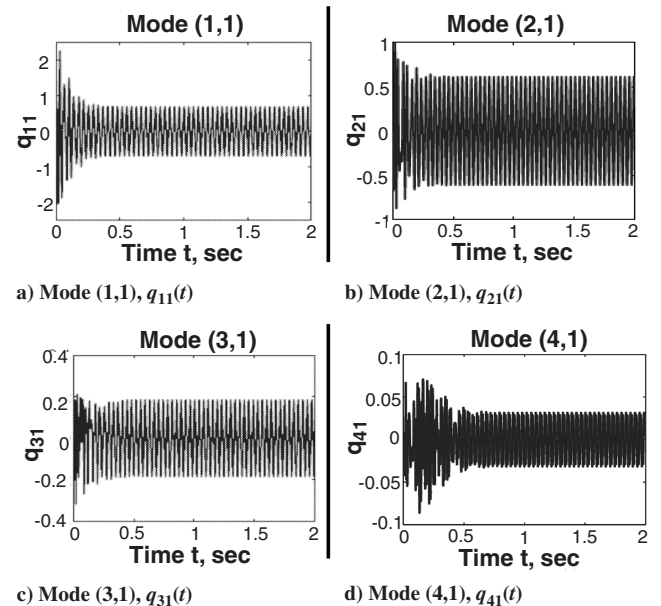 Mode (1,1)
2
1
0
-1
-2
q11
0 0.5 1 1.5 2
Time t, sec
a) Mode (1,1), q11(t)
Mode (2,1)
1
0.5
0
-0.5
-1
q21
0 0.5 1 1.5 2
Time t, sec
b) Mode (2,1), q21(t)
Mode (3,1)
0.4
0.2
0
-0.2
-0.4
q31
0 0.5 1 1.5 2
Time t, sec
c) Mode (3,1), q31(t)
Mode (4,1)
0.1
0.05
0
-0.05
-0.1
q41
0 0.5 1 1.5 2
Time t, sec
d) Mode (4,1), q41(t)